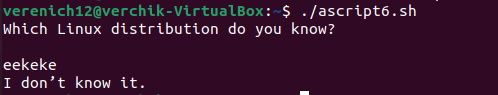 verenich12@verchik-VirtualBox:~$ ./ascript6.sh
Which Linux distribution do you know?
eekeke
I don’t know it.